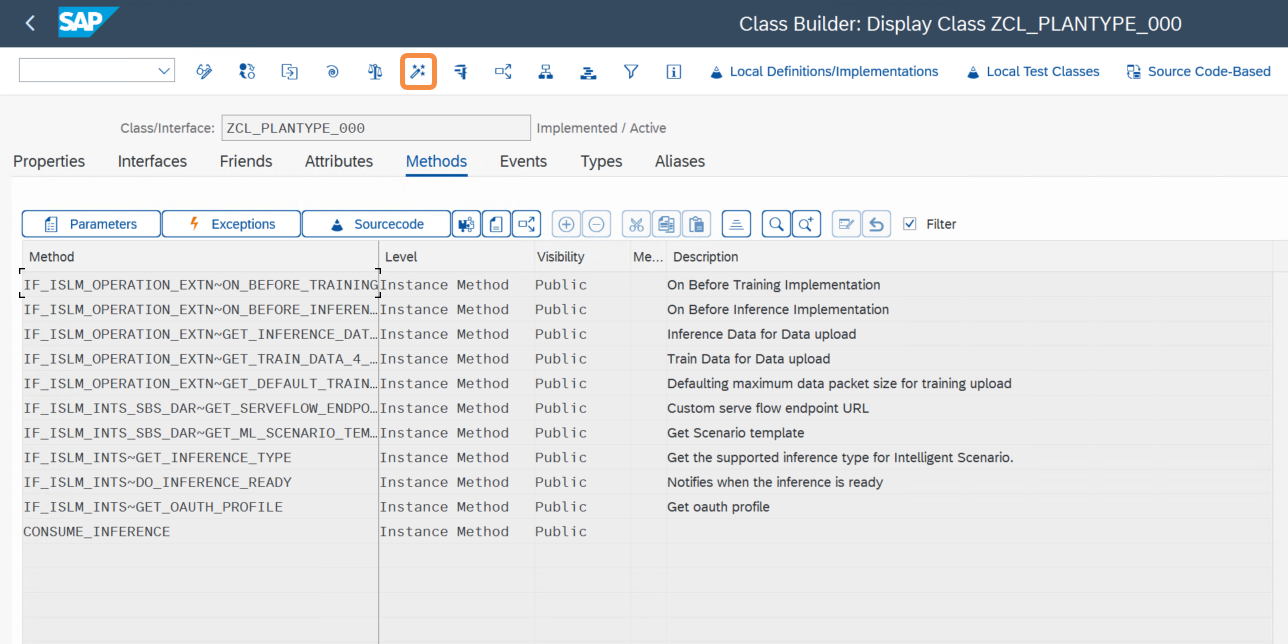 SAP Class Builder: Display Class ZCL_PLANTYPE_000
Local Definitions/Implementations Local Test Classes Source Code-Based
Class/Interface: ZCL_PLANTYPE_000 Implemented / Active
Properties Interfaces Friends Attributes Methods Events Types Aliases
Parameters Exceptions Sourcecode Filter
Method Level Visibility Me... Description
IF_ISLM_OPERATION_EXTN~ON_BEFORE_TRAINING Instance Method Public On Before Training Implementation
IF_ISLM_OPERATION_EXTN~ON_BEFORE_INFEREN... Instance Method Public On Before Inference Implementation
IF_ISLM_OPERATION_EXTN~GET_INFERENCE_DAT... Instance Method Public Inference Data for Data upload
IF_ISLM_OPERATION_EXTN~GET_TRAIN_DATA_4_... Instance Method Public Train Data for Data upload
IF_ISLM_OPERATION_EXTN~GET_DEFAULT_TRAIN... Instance Method Public Defaulting maximum data packet size for training upload
IF_ISLM_INTS_SBS_DAR~GET_SERVEFLOW_ENDPO... Instance Method Public Custom serve flow endpoint URL
IF_ISLM_INTS_SBS_DAR~GET_ML_SCENARIO_TEM... Instance Method Public Get Scenario template
IF_ISLM_INTS~GET_INFERENCE_TYPE Instance Method Public Get the supported inference type for Intelligent Scenario.
IF_ISLM_INTS~DO_INFERENCE_READY Instance Method Public Notifies when the inference is ready
IF_ISLM_INTS~GET_OAUTH_PROFILE Instance Method Public Get oauth profile
CONSUME_INFERENCE Instance Method Public